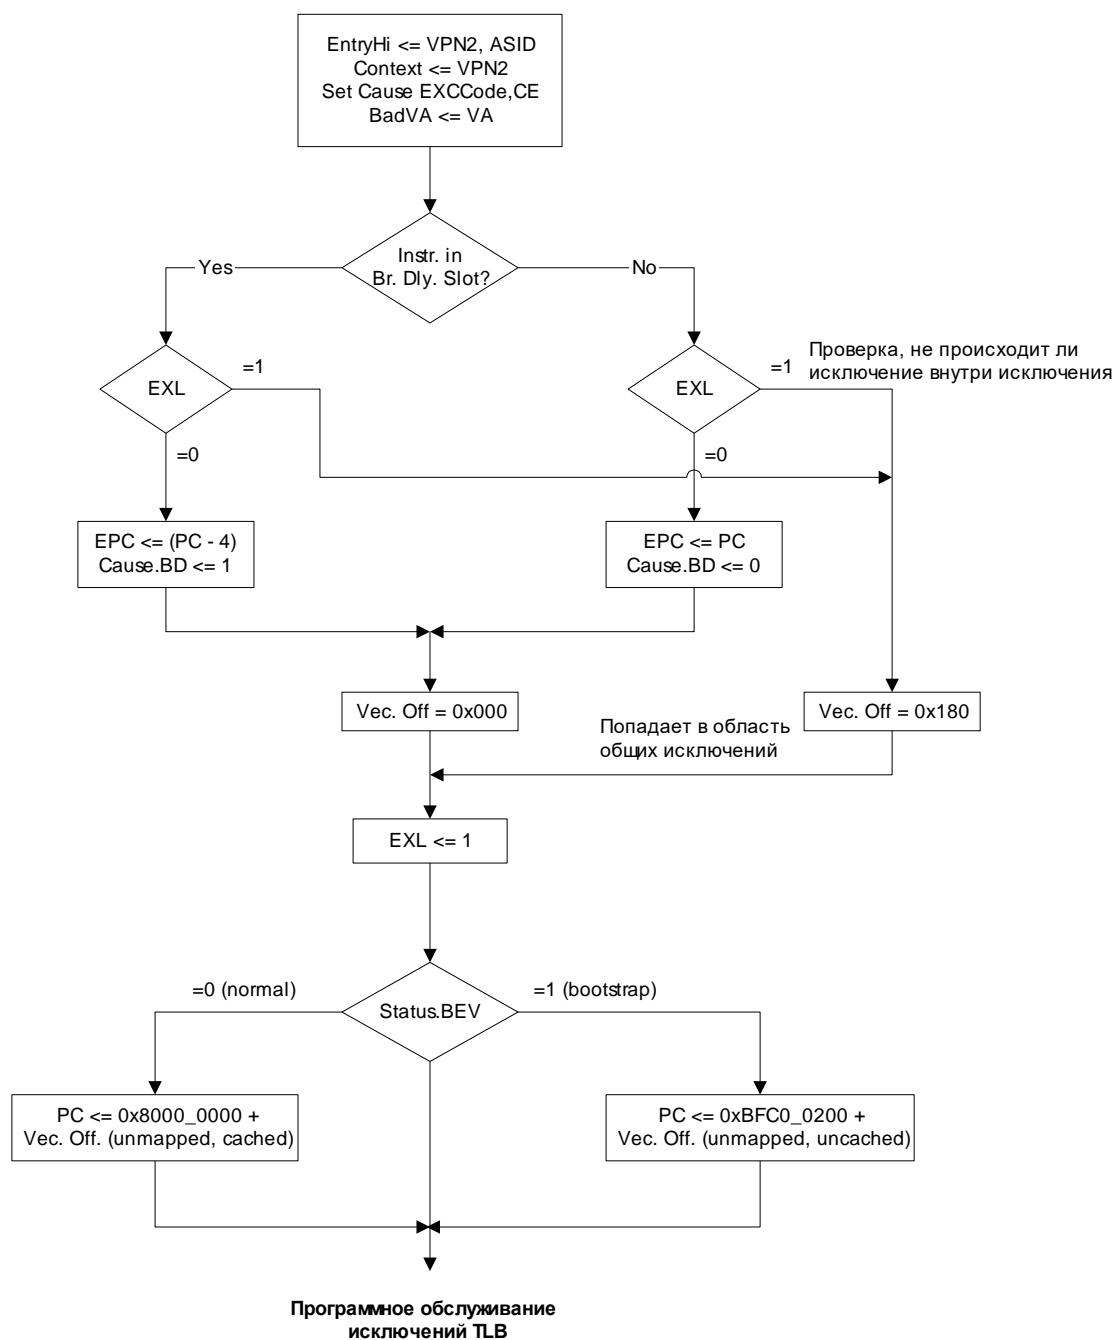 EntryHi <= VPN2, ASID
Context <= VPN2
Set Cause EXCCode,CE
BadVA <= VA
Instr. in
Br. Dly. Slot?
Yes
No
EXL
=1
=0
EXL
=1
=0
Проверка, не происходит ли
исключение внутри исключения
EPC <= (PC - 4)
Cause.BD <= 1
EPC <= PC
Cause.BD <= 0
Vec. Off = 0x000
Vec. Off = 0x180
Попадает в область
общих исключений
EXL <= 1
Status.BEV
=0 (normal)
=1 (bootstrap)
PC <= 0x8000_0000 +
Vec. Off. (unmapped, cached)
PC <= 0xBFC0_0200 +
Vec. Off. (unmapped, uncached)
Программное обслуживание
исключений TLB